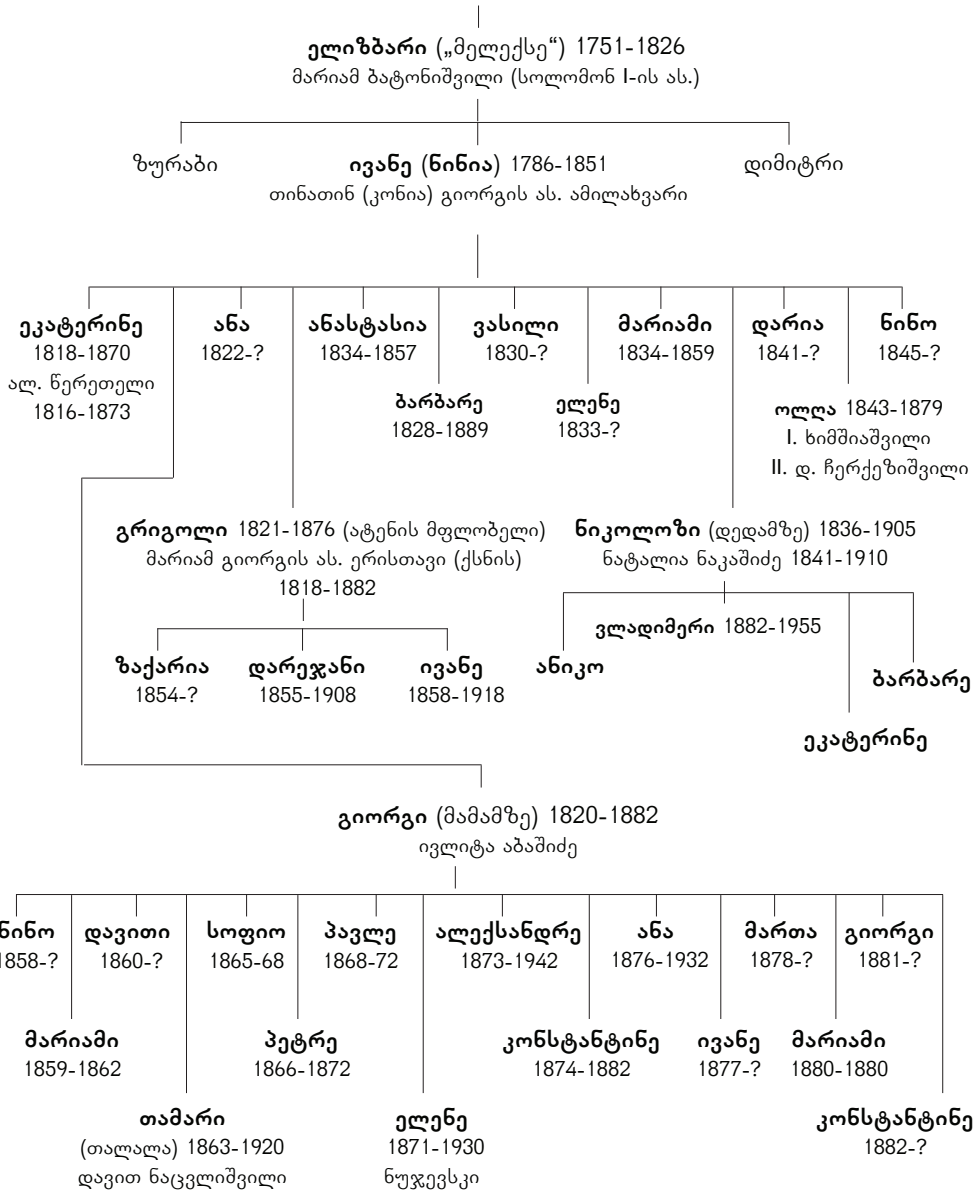 ელიზბარი („მელექსე“) 1751-1826
მარიამ ბატონიშვილი (სოლომონ I-ის ას.)
ზურაბი
ივანე (ნინია) 1786-1851
თინათინ (კონია) გიორგის ას. ამილახვარი
დიმიტრი
ეკატერინე
1818-1870
ალ. წერეთელი
1816-1873
ანა
1822-?
ანასტასია
1834-1857
ვასილი
1830-?
მარიამი
1834-1859
დარია
1841-?
ნინო
1845-?
ბარბარე
1828-1889
ელენე
1833-?
ოლღა 1843-1879
I. ხიმშიაშვილი
II. დ. ჩერქეზიშვილი
გრიგოლი 1821-1876 (ატენის მფლობელი)
მარიამ გიორგის ას. ერისთავი (ქსნის)
1818-1882
ნიკოლოზი (დედამზე) 1836-1905
ნატალია ნაკაშიძე 1841-1910
ზაქარია
1854-?
დარეჯანი
1855-1908
ივანე
1858-1918
ანიკო
ვლადიმერი 1882-1955
ბარბარე
ეკატერინე
გიორგი (მამამზე) 1820-1882
ივლიტა აბაშიძე
ნინო
1858-?
დავითი
1860-?
სოფიო
1865-68
პავლე
1868-72
ალექსანდრე
1873-1942
ანა
1876-1932
მართა
1878-?
გიორგი
1881-?
მარიამი
1859-1862
პეტრე
1866-1872
კონსტანტინე
1874-1882
ივანე
1877-?
მარიამი
1880-1880
თამარი
(თალალა) 1863-1920
დავით ნაცვლიშვილი
ელენე
1871-1930
ნუჯევსკი
კონსტანტინე
1882-?